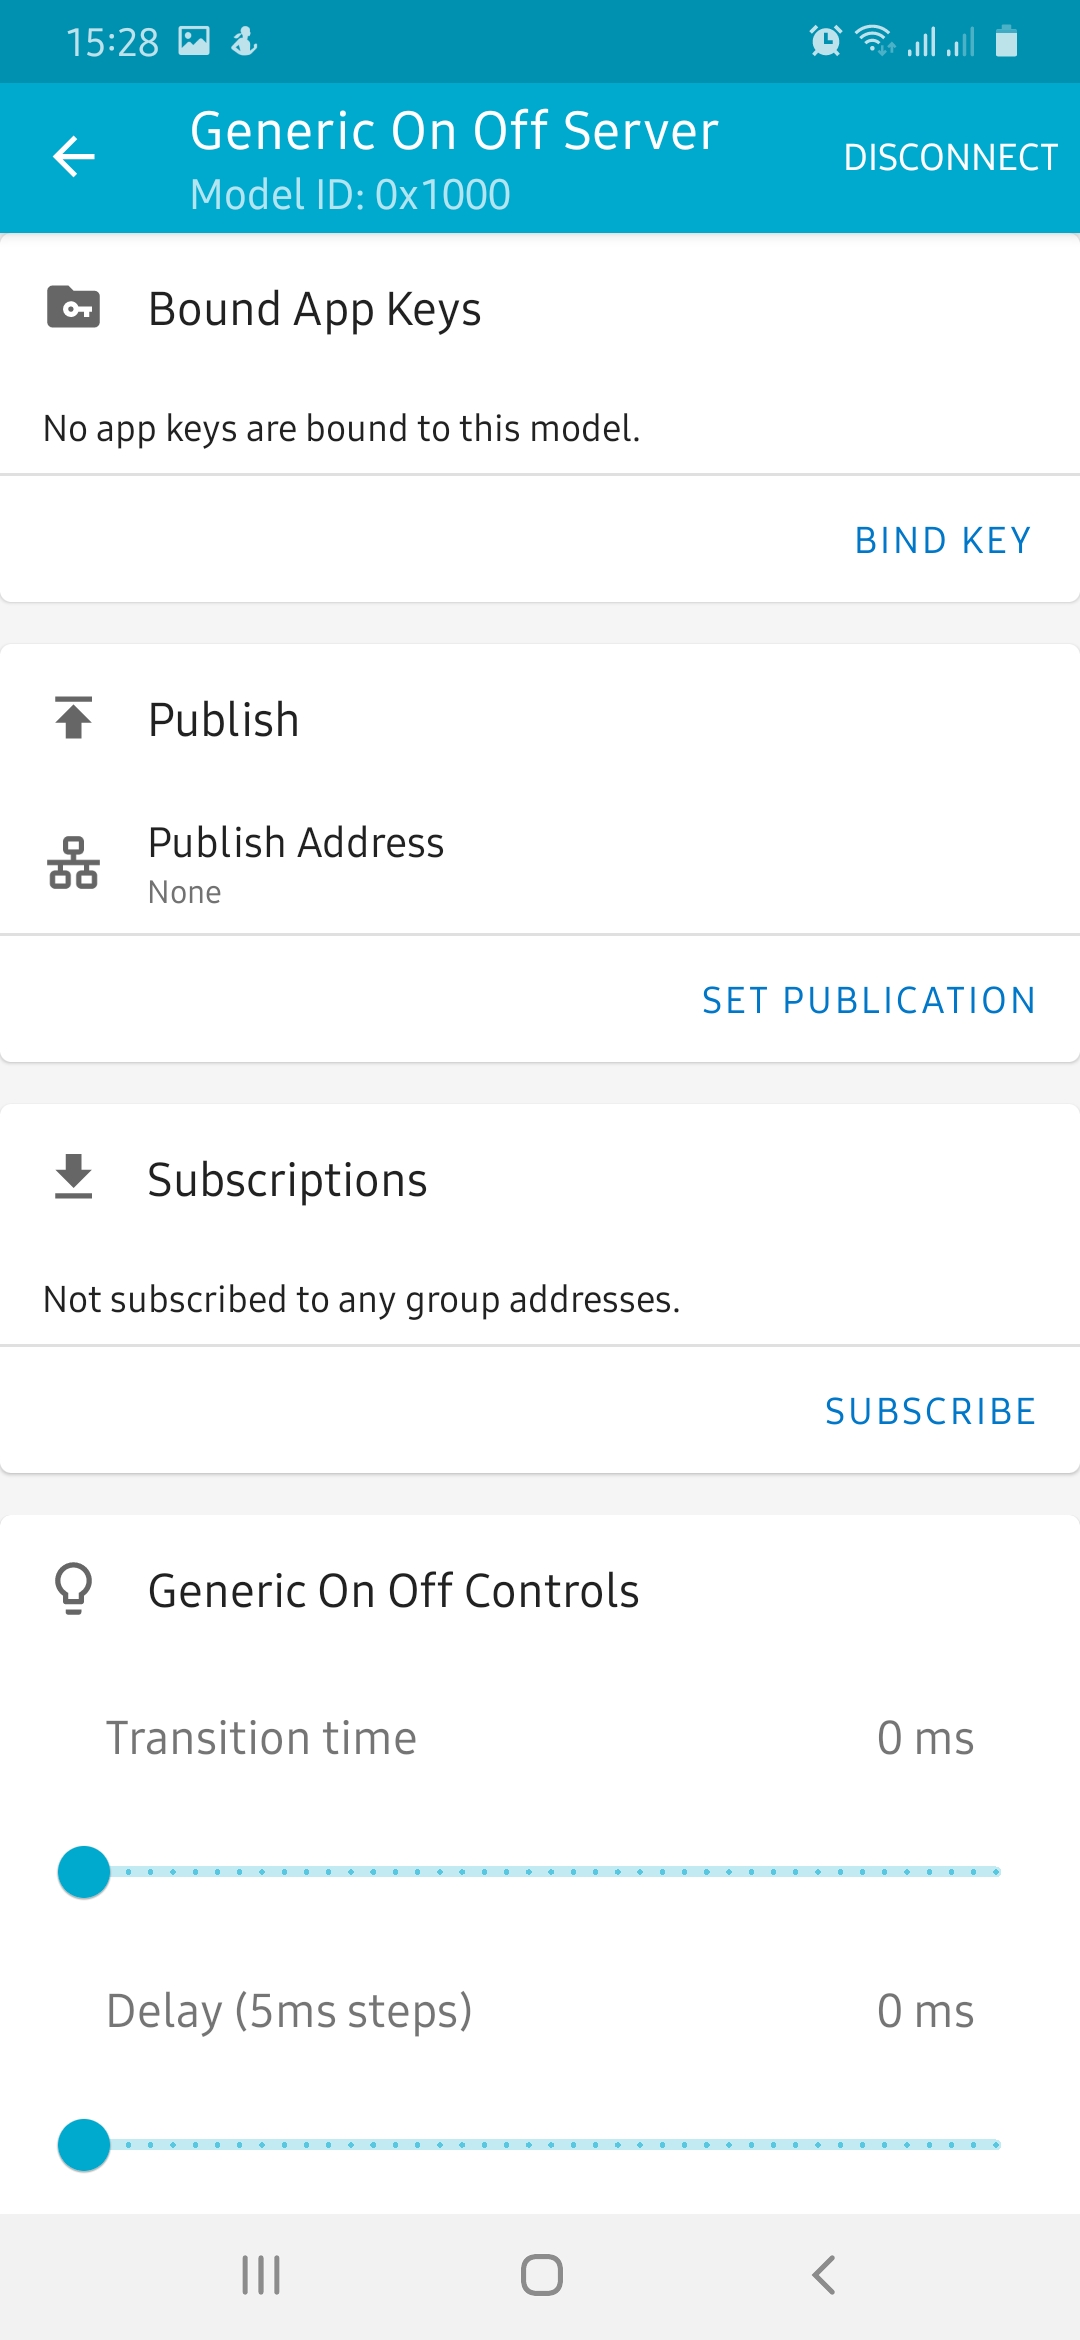 15:28
Generic On Off Server
Model ID: 0x1000
DISCONNECT
Bound App Keys
No app keys are bound to this model.
BIND KEY
Publish
Publish Address
None
SET PUBLICATION
Subscriptions
Not subscribed to any group addresses.
SUBSCRIBE
Generic On Off Controls
Transition time 0 ms
Delay (5ms steps) 0 ms